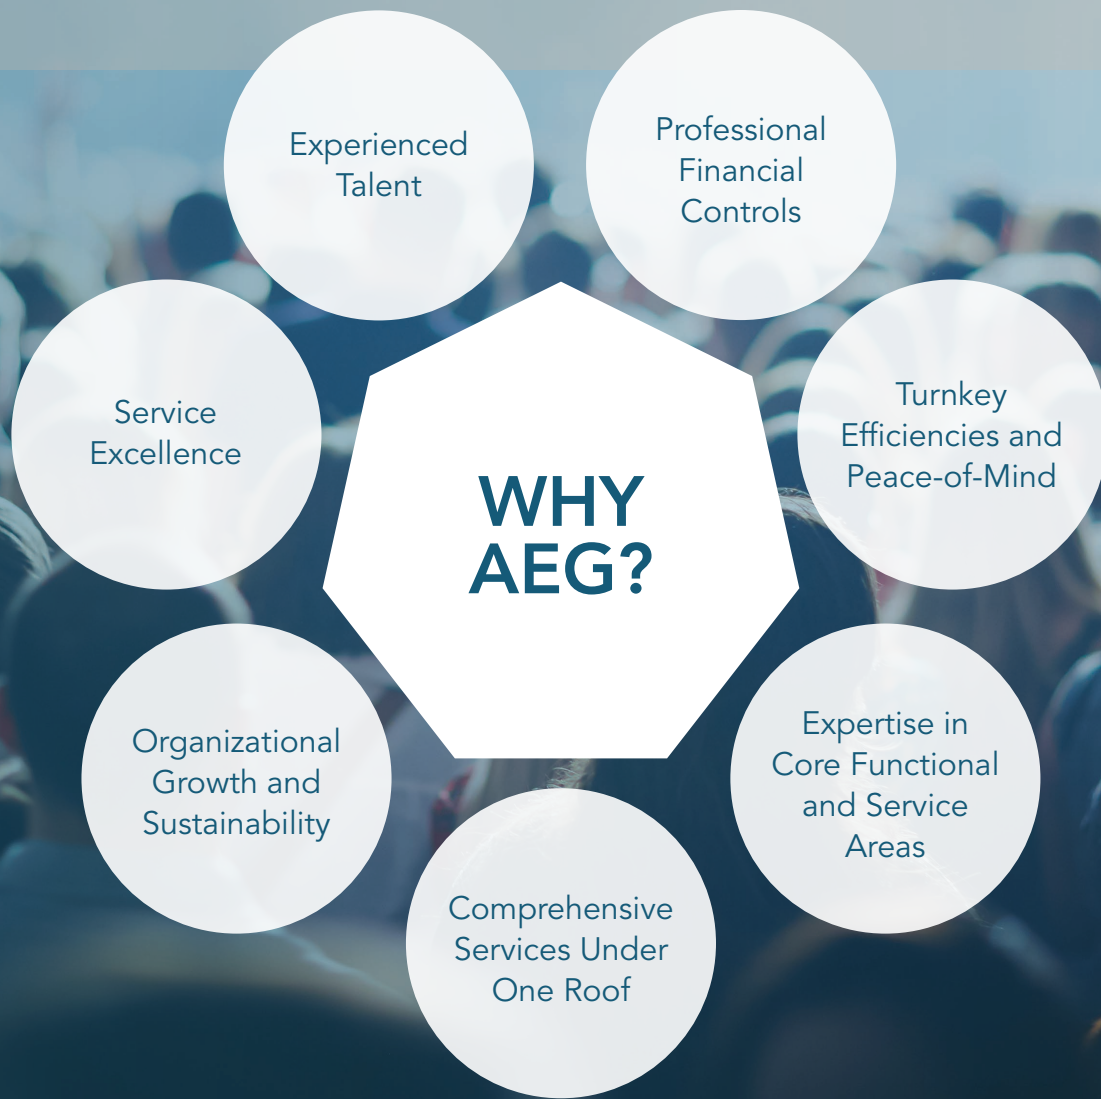 Experienced
Talent
Professional
Financial
Controls
Turnkey
Efficiencies and
Peace-of-Mind
Expertise in
Core Functional
and Service
Areas
Comprehensive
Services Under
One Roof
Organizational
Growth and
Sustainability
Service
Excellence
WHY
AEG?